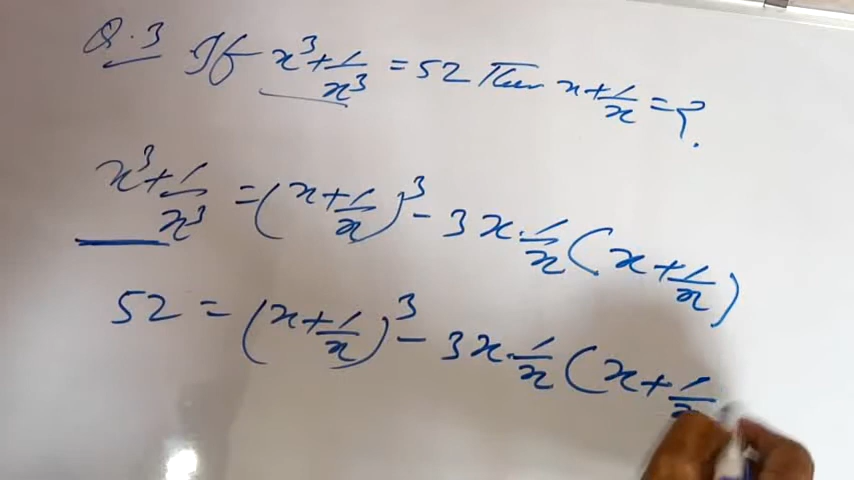 Q.3 If x³+1/x³ = 52 Then x+1/x = ?
x³+1/x³ = (x+1/x)³ - 3x.1/x (x+1/x)
52 = (x+1/x)³ - 3x.1/x (x+1/x